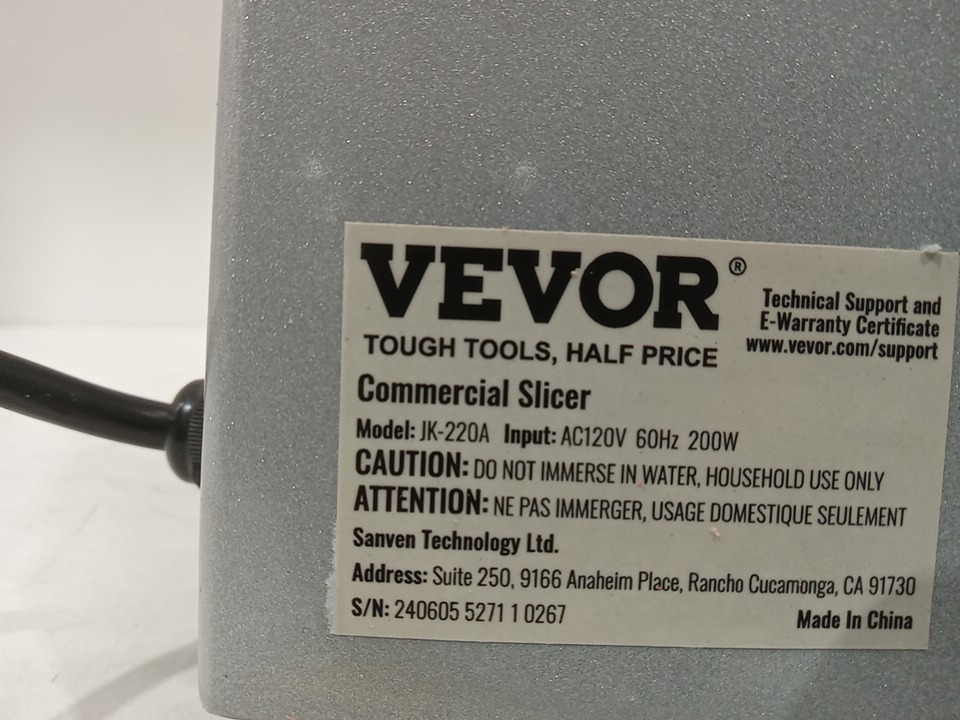 VEVOR®
TOUGH TOOLS, HALF PRICE
Technical Support and
E-Warranty Certificate
www.vevor.com/support
Commercial Slicer
Model: JK-220A Input: AC120V 60Hz 200W
CAUTION: DO NOT IMMERSE IN WATER, HOUSEHOLD USE ONLY
ATTENTION: NE PAS IMMERGER, USAGE DOMESTIQUE SEULEMENT
Sanven Technology Ltd.
Address: Suite 250, 9166 Anaheim Place, Rancho Cucamonga, CA 91730
S/N: 240605 5271 1 0267
Made In China